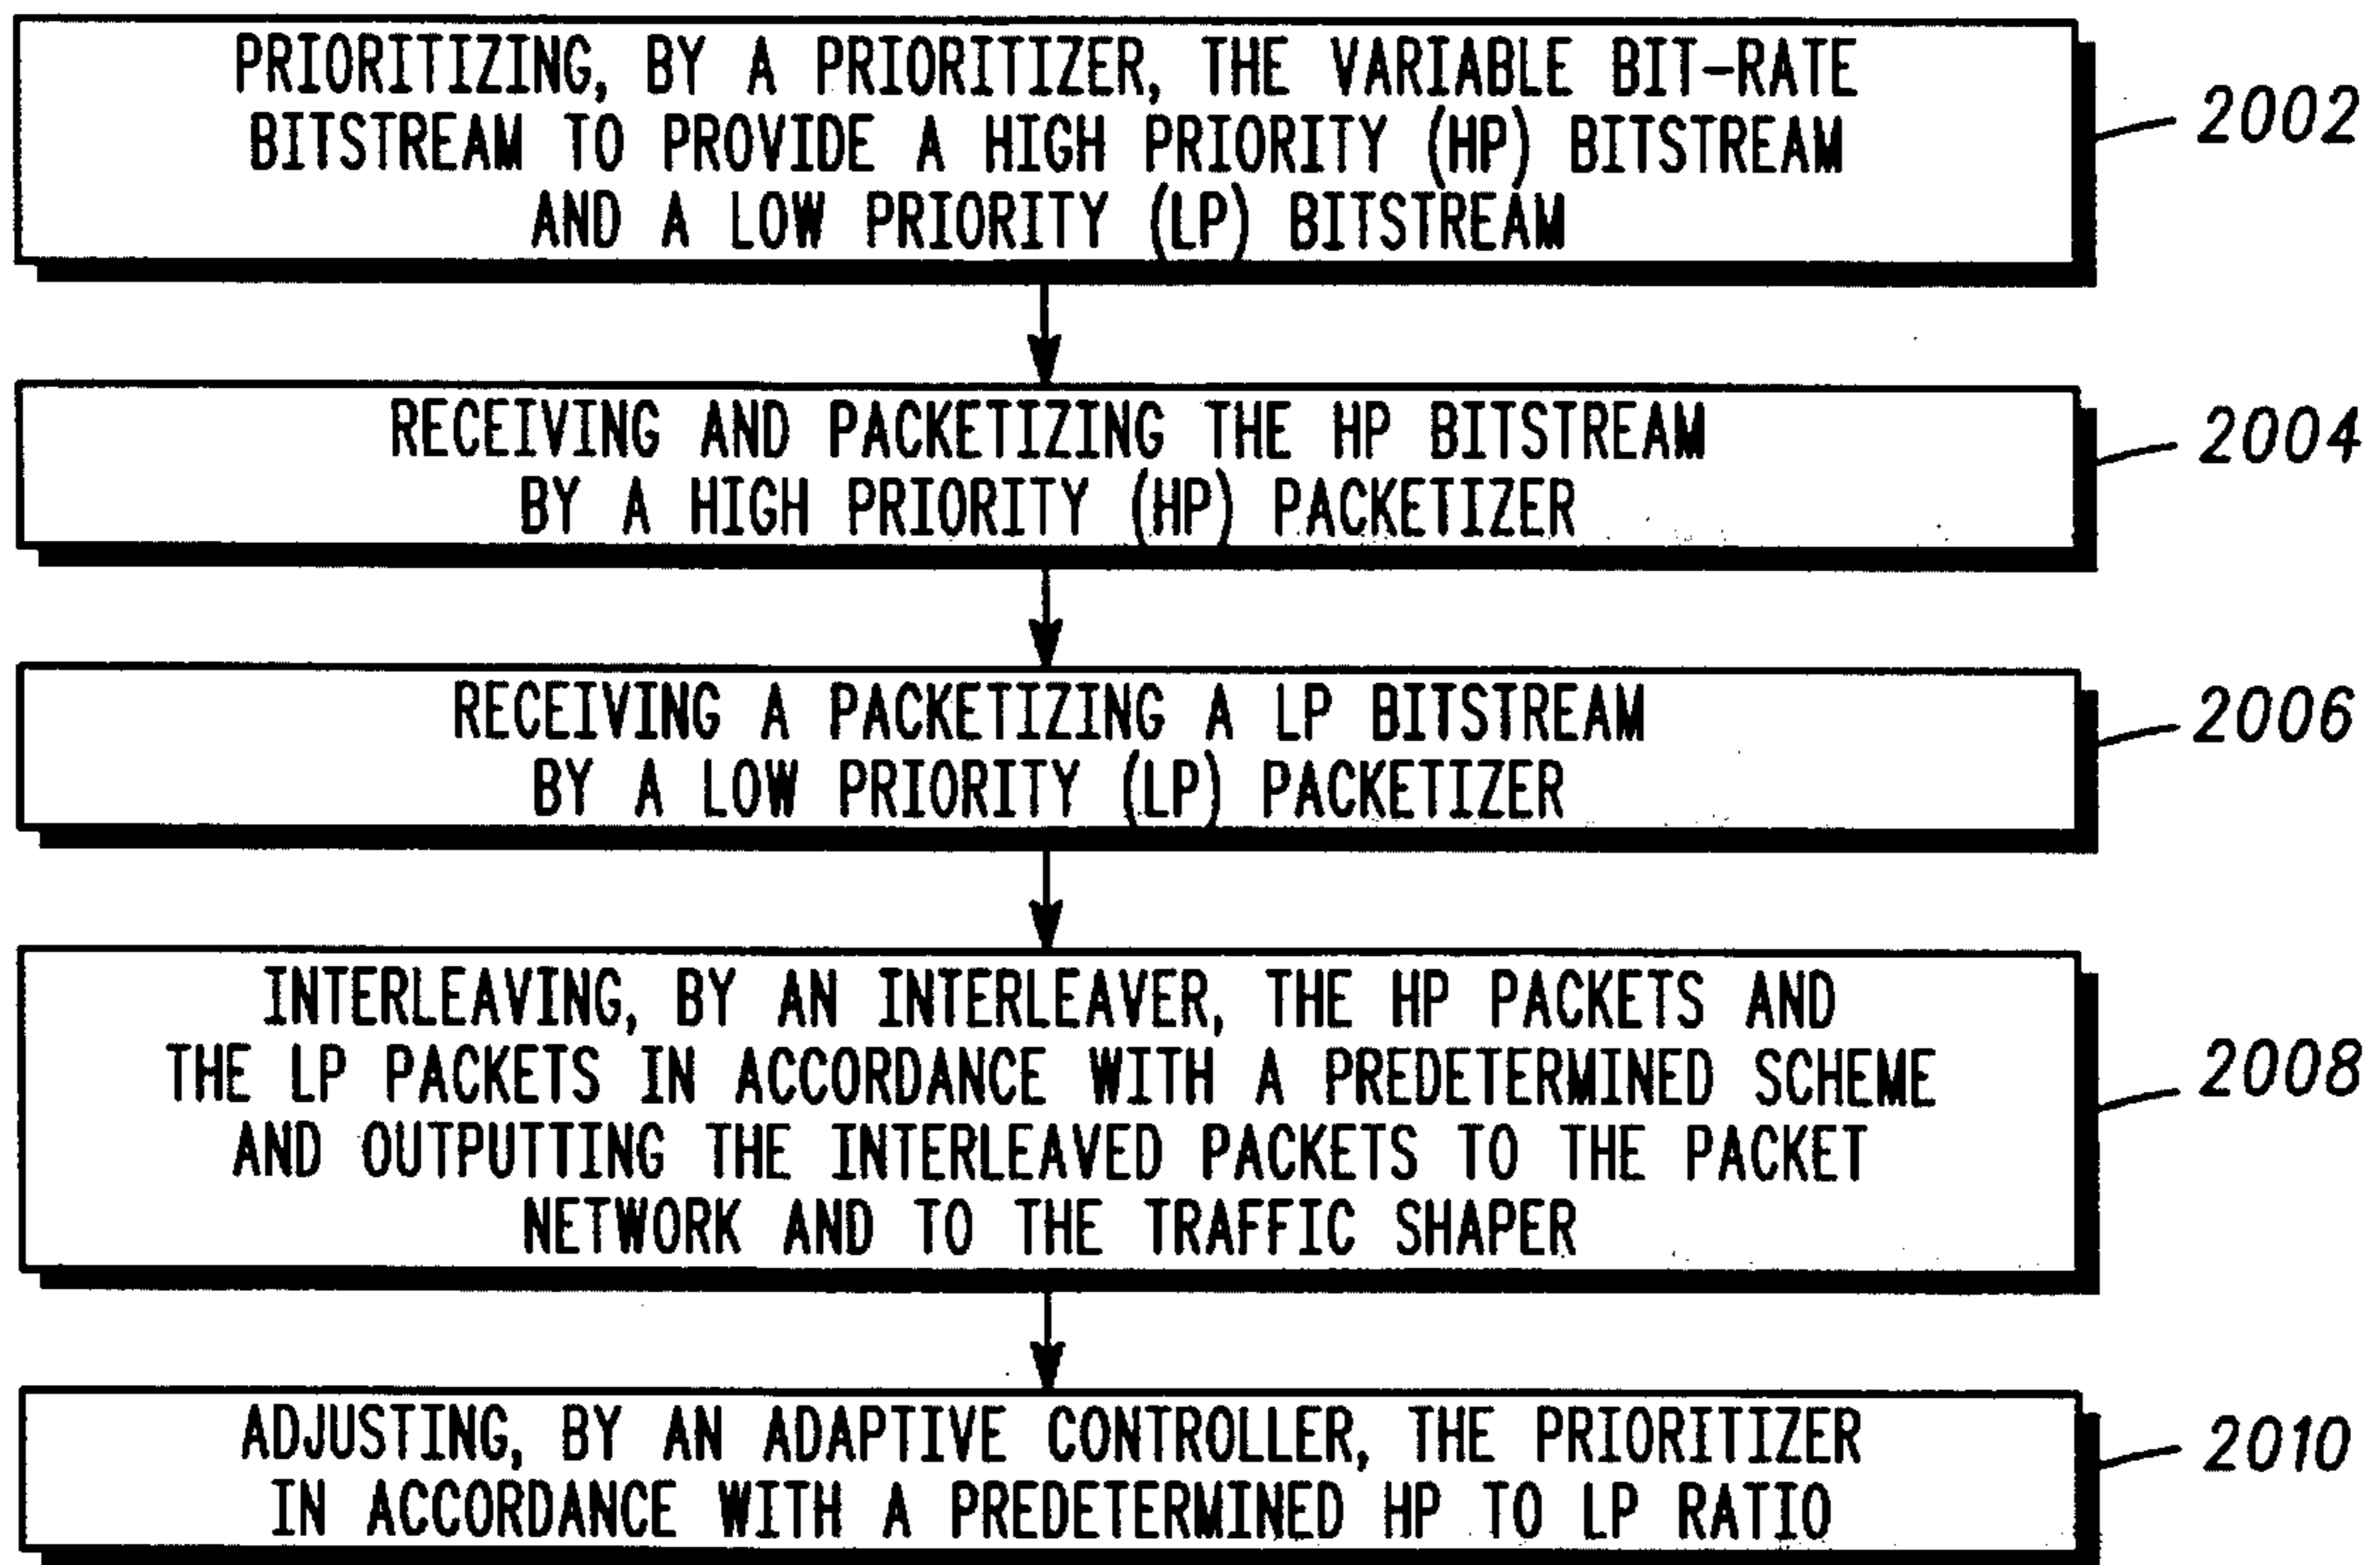 PRIORITIZING, BY A PRIORITIZER, THE VARIABLE BIT-RATE
BITSTREAM TO PROVIDE A HIGH PRIORITY (HP) BITSTREAM
AND A LOW PRIORITY (LP) BITSTREAM
2002
RECEIVING AND PACKETIZING THE HP BITSTREAM
BY A HIGH PRIORITY (HP) PACKETIZER
2004
RECEIVING A PACKETIZING A LP BITSTREAM
BY A LOW PRIORITY (LP) PACKETIZER
2006
INTERLEAVING, BY AN INTERLEAVER, THE HP PACKETS AND
THE LP PACKETS IN ACCORDANCE WITH A PREDETERMINED SCHEME
AND OUTPUTTING THE INTERLEAVED PACKETS TO THE PACKET
NETWORK AND TO THE TRAFFIC SHAPER
2008
ADJUSTING, BY AN ADAPTIVE CONTROLLER, THE PRIORITIZER
IN ACCORDANCE WITH A PREDETERMINED HP TO LP RATIO
2010